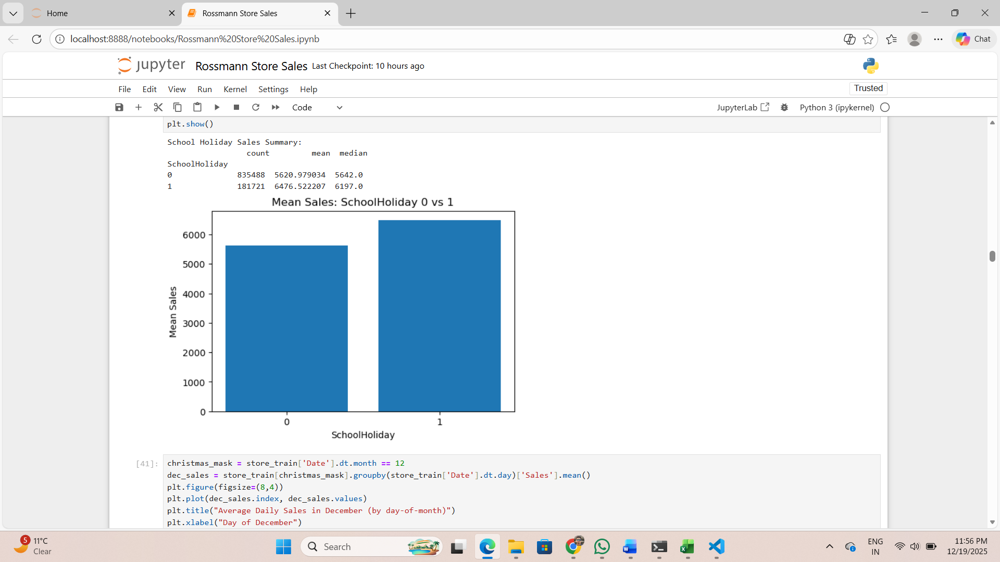 Home
Rossmann Store Sales
localhost:8888/notebooks/Rossmann%20Store%20Sales.ipynb
Chat
jupyter Rossmann Store Sales Last Checkpoint: 10 hours ago
File Edit View Run Kernel Settings Help
Trusted
Code
JupyterLab
Python 3 (ipykernel)
plt.show()
School Holiday Sales Summary:
count mean median
SchoolHoliday
0 835488 5620.979034 5642.0
1 181721 6476.522207 6197.0
Mean Sales: SchoolHoliday 0 vs 1
6000
5000
4000
3000
2000
1000
0
Mean Sales
0 1
SchoolHoliday
[41]:
christmas_mask = store_train['Date'].dt.month == 12
dec_sales = store_train[christmas_mask].groupby(store_train['Date'].dt.day)['Sales'].mean()
plt.figure(figsize=(8,4))
plt.plot(dec_sales.index, dec_sales.values)
plt.title("Average Daily Sales in December (by day-of-month)")
plt.xlabel("Day of December")
5
11°C
Clear
Search
ENG
IN
11:56 PM
12/19/2025